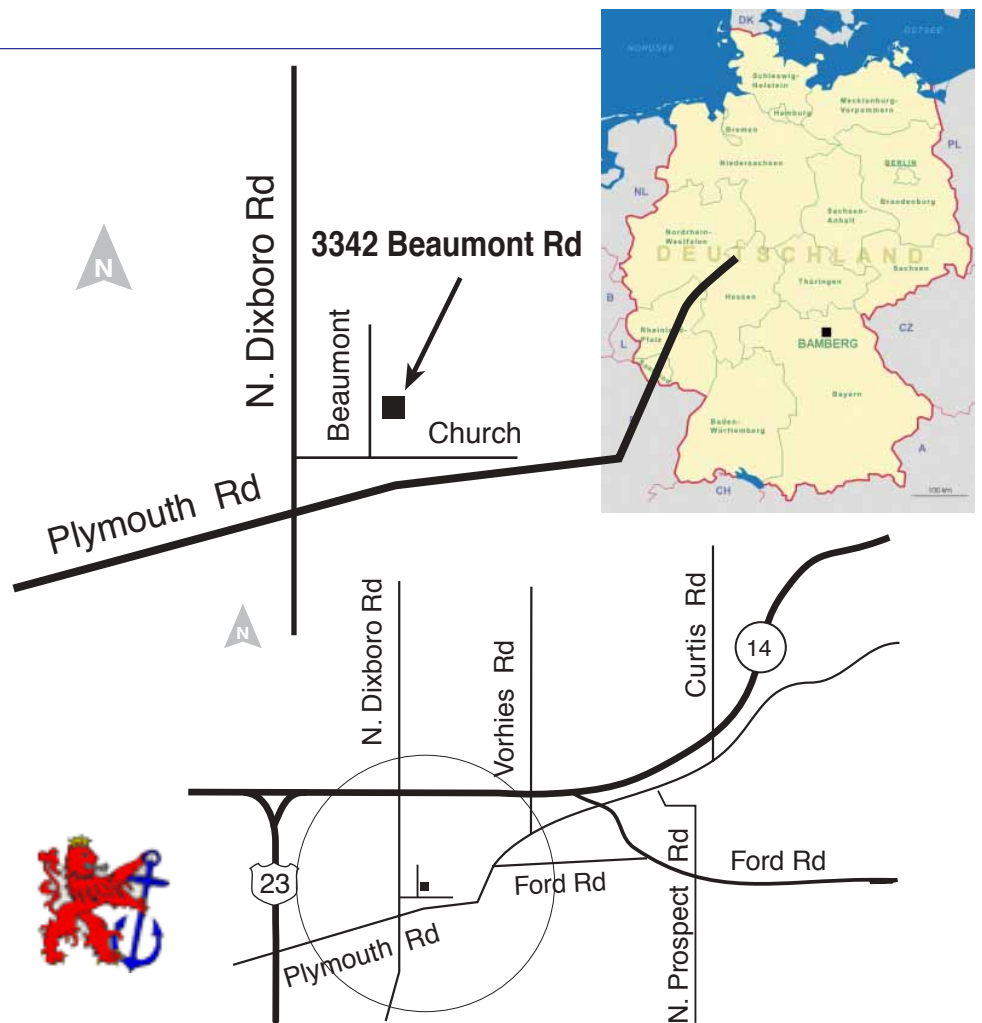 N. Dixboro Rd
N
3342 Beaumont Rd
Beaumont
Church
Plymouth Rd
DK
NORDSEE
OSTSEE
Schleswig-
Holstein
Mecklenburg-
Vorpommern
Hamburg
Bremen
Niedersachsen
BERLIN
PL
NL
Brandenburg
Sachsen-
Anhalt
Nordrhein-
Westfalen
DEUTSCHLAND
Sachsen
Thüringen
Hessen
B
L
Rheinland-
Pfalz
CZ
BAMBERG
Bayern
Baden-
Württemberg
A
CH
100 km
N
N. Dixboro Rd
Vorhies Rd
Curtis Rd
14
23
Ford Rd
Ford Rd
Plymouth Rd
N. Prospect Rd